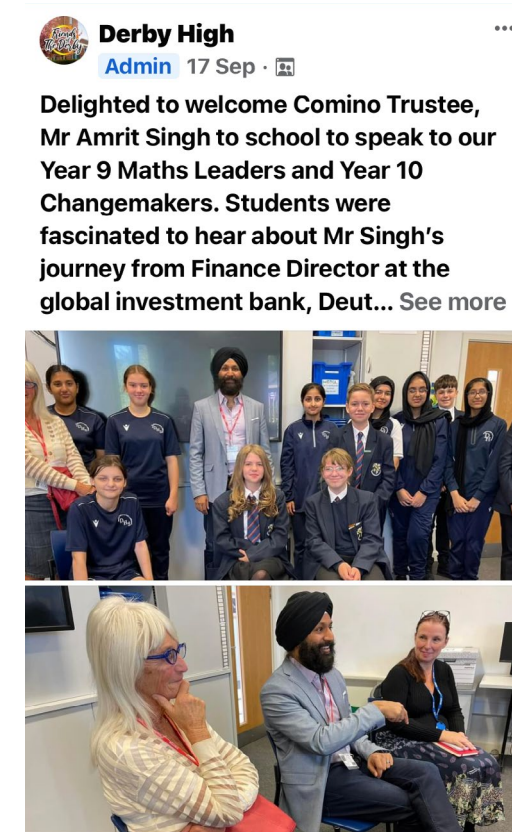 Derby High
Admin 17 Sep ·
Delighted to welcome Comino Trustee,
Mr Amrit Singh to school to speak to our
Year 9 Maths Leaders and Year 10
Changemakers. Students were
fascinated to hear about Mr Singh's
journey from Finance Director at the
global investment bank, Deut... See more